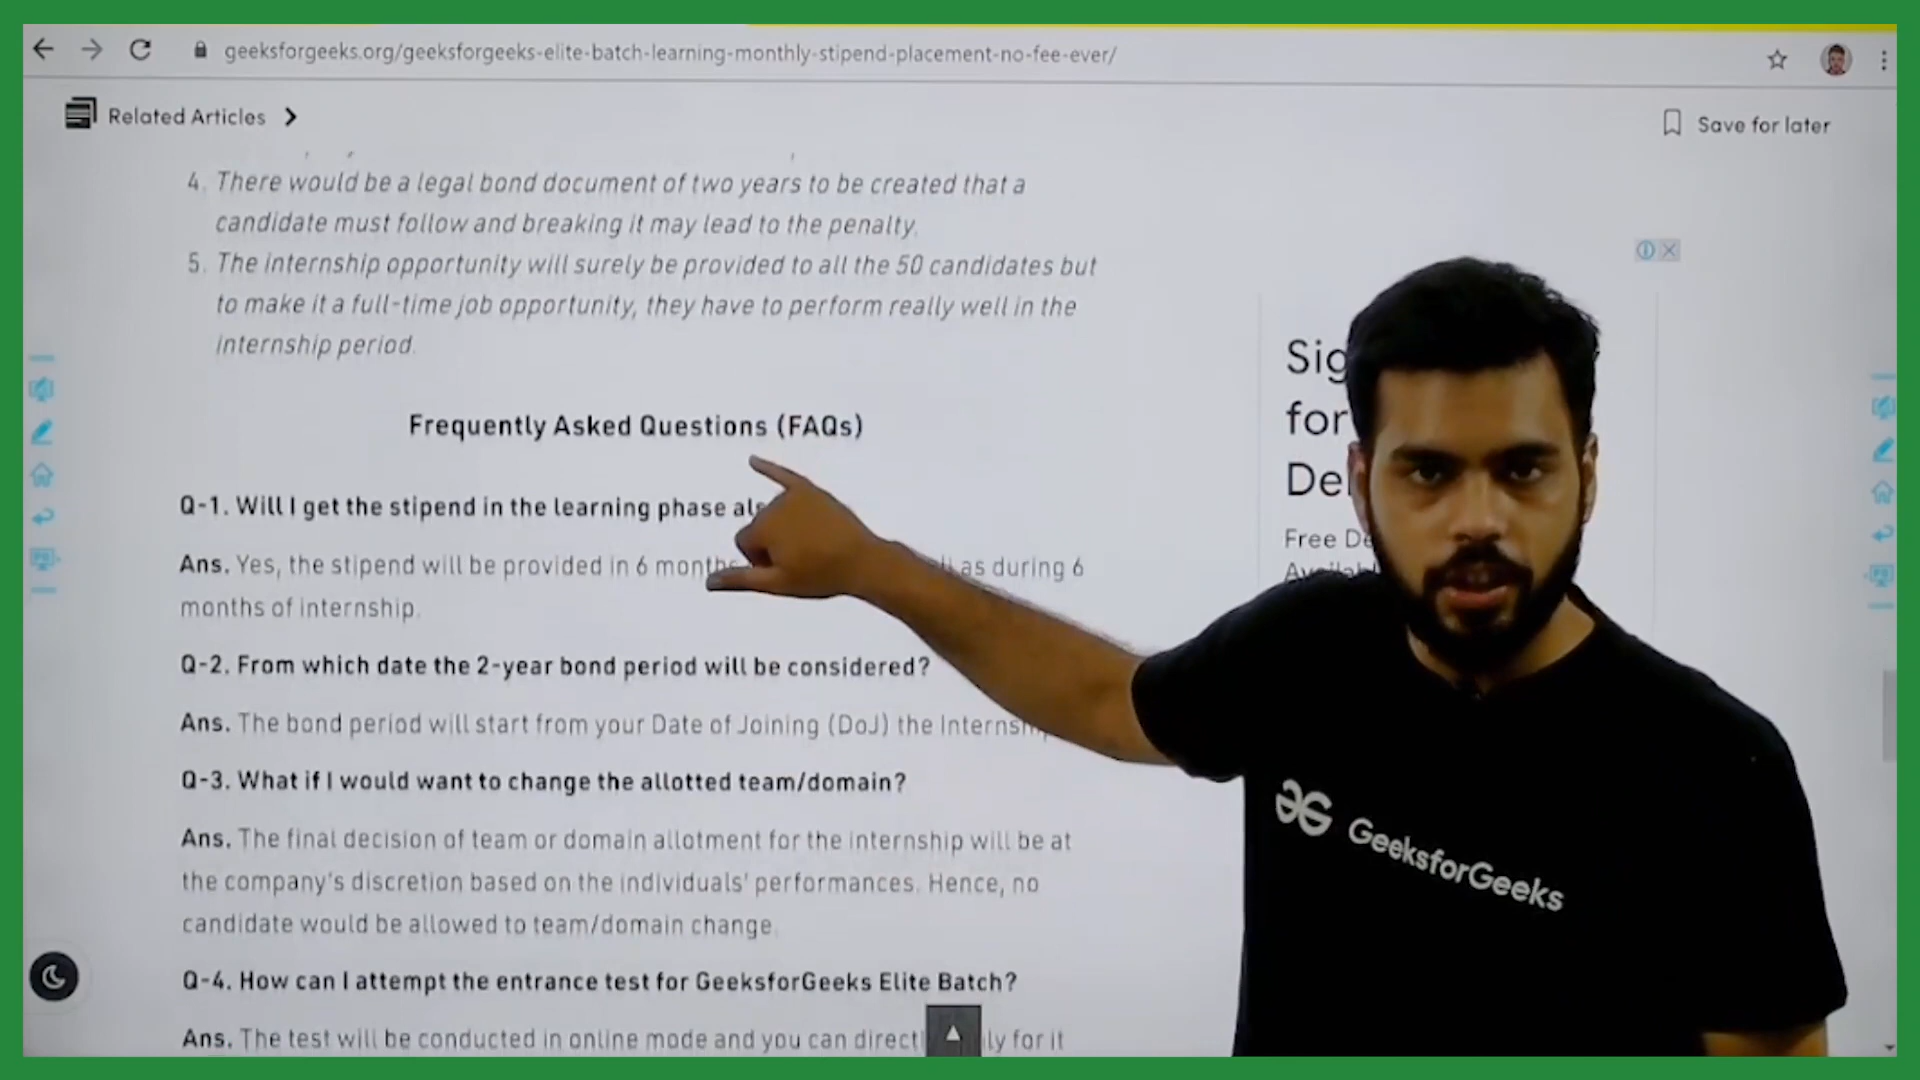 geeksforgeeks.org/geeksforgeeks-elite-batch-learning-monthly-stipend-placement-no-fee-ever/
Related Articles
Save for later
4. There would be a legal bond document of two years to be created that a
candidate must follow and breaking it may lead to the penalty.
5. The internship opportunity will surely be provided to all the 50 candidates but
to make it a full-time job opportunity, they have to perform really well in the
internship period.
Frequently Asked Questions (FAQs)
Q-1. Will I get the stipend in the learning phase
Ans. Yes, the stipend will be provided in 6 months as during 6
months of internship.
Q-2. From which date the 2-year bond period will be considered?
Ans. The bond period will start from your Date of Joining (DoJ) the
Q-3. What if I would want to change the allotted team/domain?
Ans. The final decision of team or domain allotment for the internship will be at
the company's discretion based on the individuals' performances. Hence, no
candidate would be allowed to team/domain change.
Q-4. How can I attempt the entrance test for GeeksforGeeks Elite Batch?
Ans. The test will be conducted in online mode and you can for it
for
Free
GeeksforGeeks